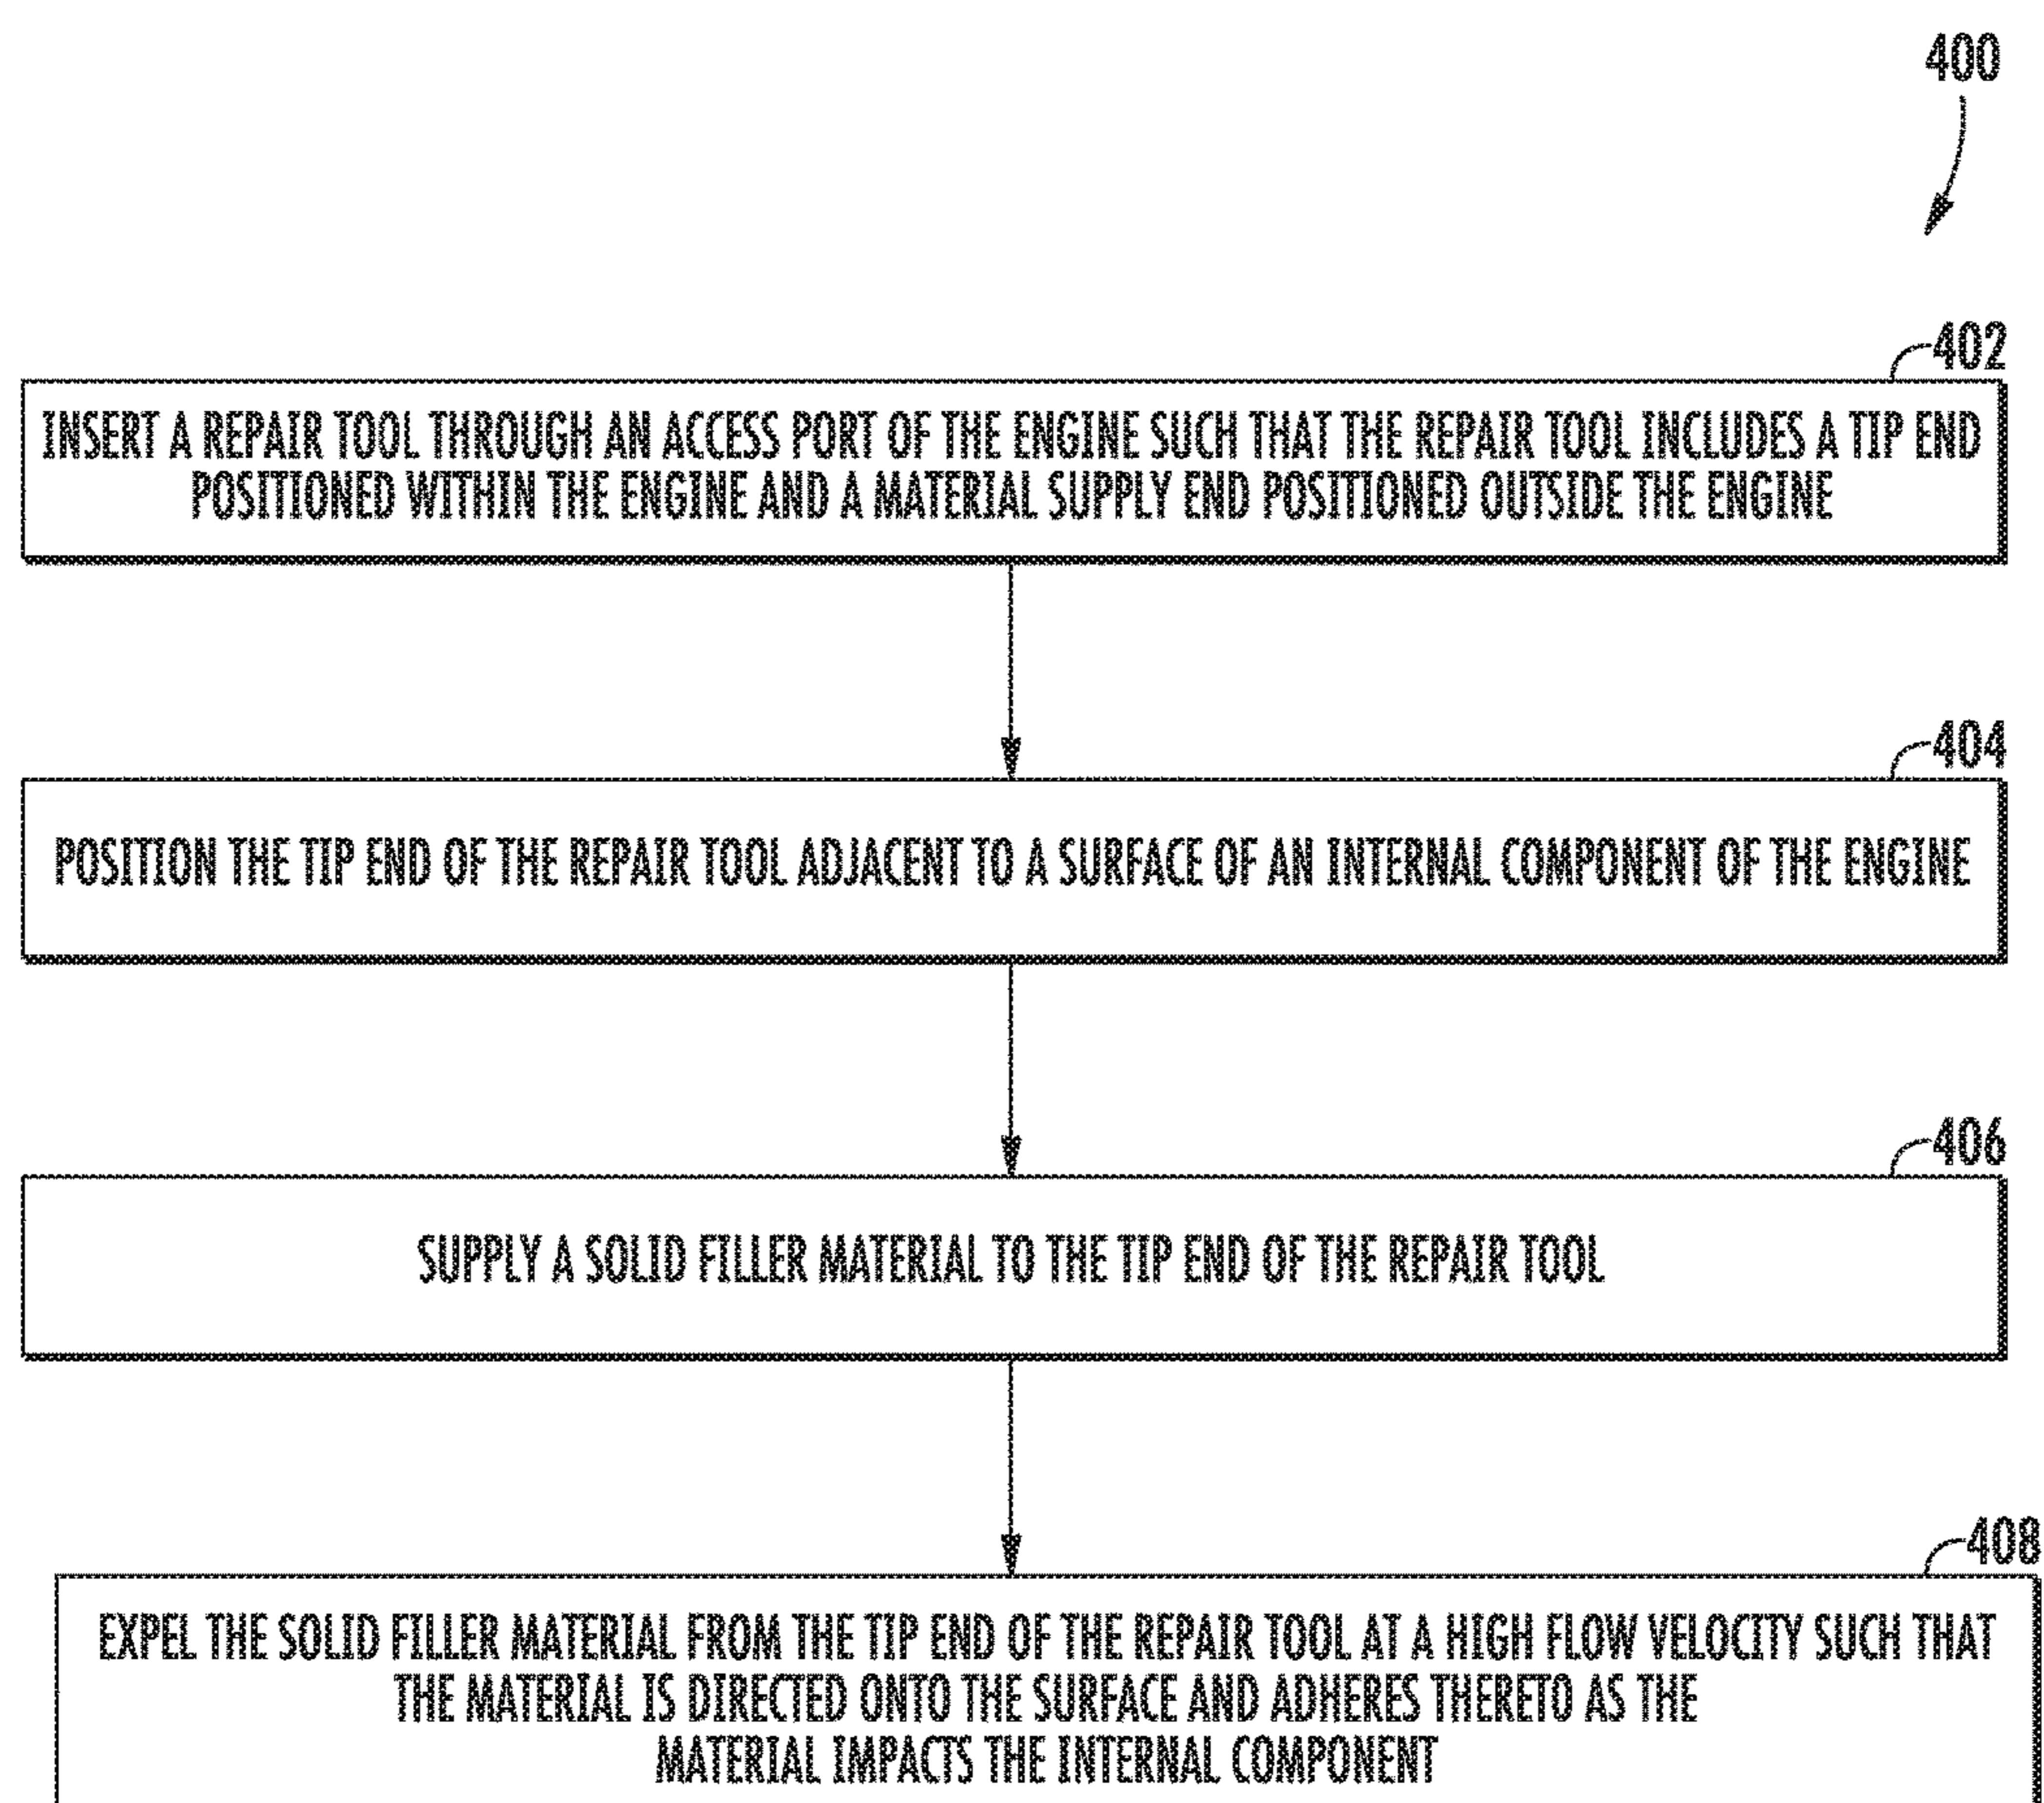 400
402
INSERT A REPAIR TOOL THROUGH AN ACCESS PORT OF THE ENGINE SUCH THAT THE REPAIR TOOL INCLUDES A TIP END
POSITIONED WITHIN THE ENGINE AND A MATERIAL SUPPLY END POSITIONED OUTSIDE THE ENGINE
404
POSITION THE TIP END OF THE REPAIR TOOL ADJACENT TO A SURFACE OF AN INTERNAL COMPONENT OF THE ENGINE
406
SUPPLY A SOLID FILLER MATERIAL TO THE TIP END OF THE REPAIR TOOL
408
EXPEL THE SOLID FILLER MATERIAL FROM THE TIP END OF THE REPAIR TOOL AT A HIGH FLOW VELOCITY SUCH THAT
THE MATERIAL IS DIRECTED ONTO THE SURFACE AND ADHERES THERETO AS THE
MATERIAL IMPACTS THE INTERNAL COMPONENT